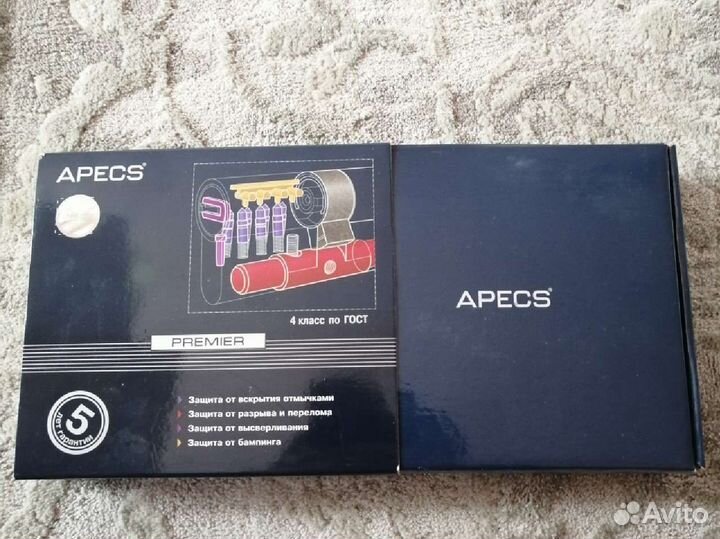 APECS®
4 класс по ГОСТ
PREMIER
5
лет гарантии
Защита от вскрытия отмычками
Защита от разрыва и перелома
Защита от высверливания
Защита от бампинга
APECS®
Avito